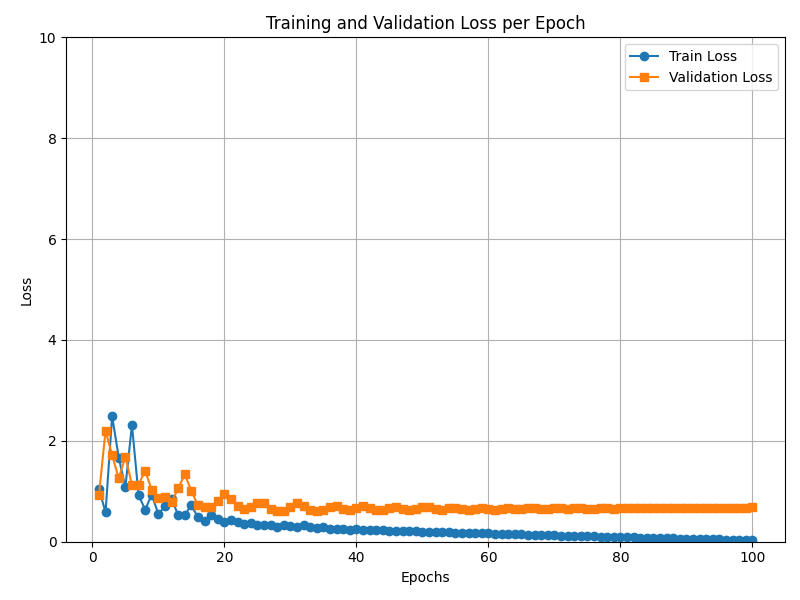 Training and Validation Loss per Epoch
Train Loss
Validation Loss
10
8
6
4
2
0
Loss
0 20 40 60 80 100
Epochs